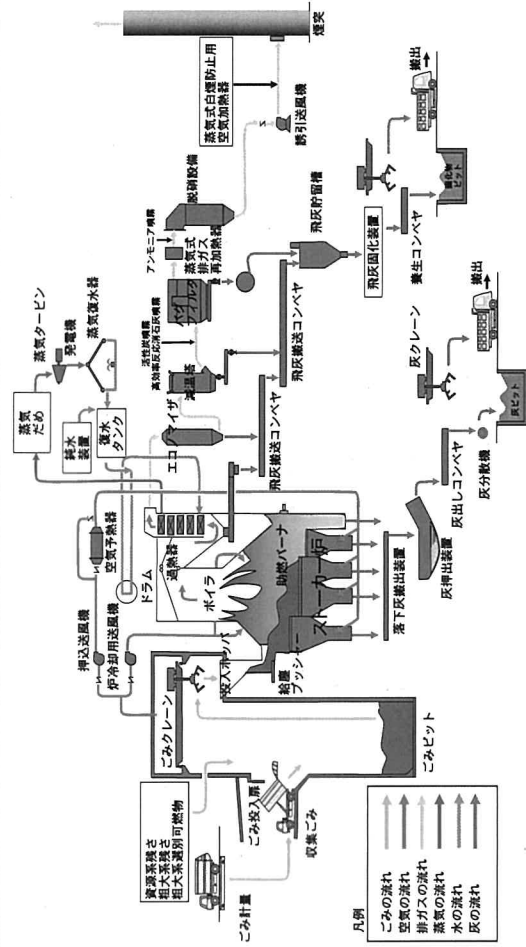 資源系残さ
粗大系残さ
粗大系選別可燃物
ごみ計量
ごみ投入扉
収集ごみ
ごみピット
ごみクレーン
押込送風機
炉冷却用送風機
空気予熱器
投入ホッパ
給塵
プッシャー
ドラム
ボイラ
過熱器
助燃バーナ
ストーカー炉
落下灰搬出装置
灰押出装置
灰出しコンベヤ
灰分散機
灰ピット
灰クレーン
搬出
蒸気
だめ
純水
装置
復水
タンク
蒸気タービン
発電機
蒸気復水器
エコノマイザ
減温塔
活性炭噴霧
高効率反応消石灰噴霧
バグ
フィルタ
飛灰搬送コンベヤ
飛灰搬送コンベヤ
蒸気式
排ガス
再加熱器
アンモニア噴霧
脱硝設備
誘引送風機
蒸気式白煙防止用
空気加熱器
煙突
飛灰貯留槽
飛灰固化装置
養生コンベヤ
固化物
ピット
搬出
凡例
ごみの流れ
空気の流れ
排ガスの流れ
蒸気の流れ
水の流れ
灰の流れ